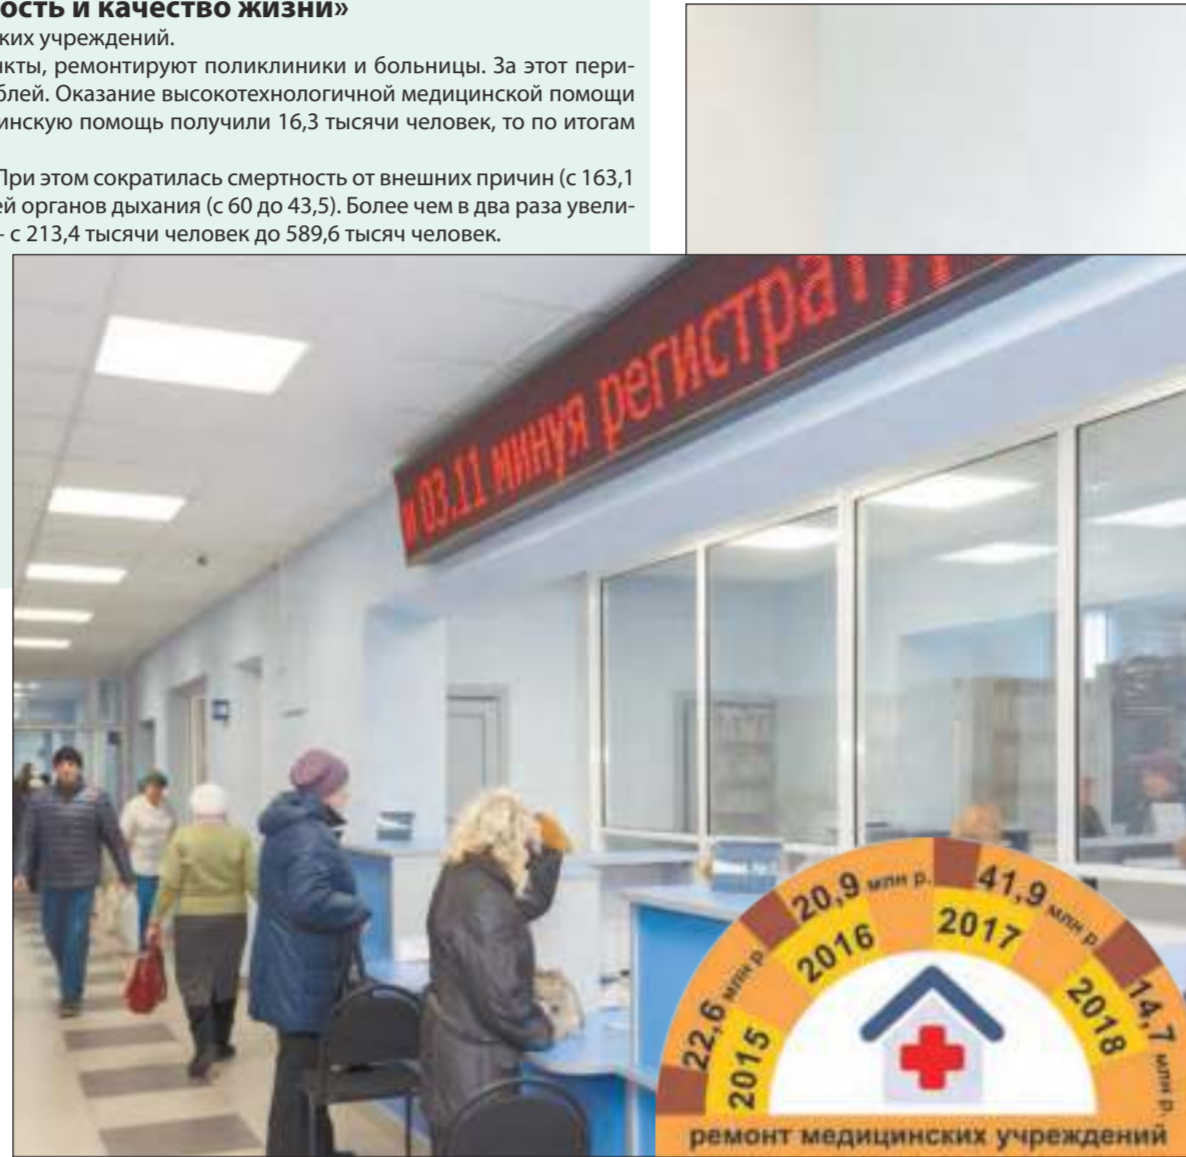 ость и качество жизни»
ких учреждений.
нкты, ремонтируют поликлиники и больницы. За этот пери-
блей. Оказание высокотехнологичной медицинской помощи
инскую помощь получили 16,3 тысячи человек, то по итогам
При этом сократилась смертность от внешних причин (с 163,1
ей органов дыхания (с 60 до 43,5). Более чем в два раза увели-
- с 213,4 тысячи человек до 589,6 тысяч человек.
и 03.11 минуя регистратур
22,6 млн р.
2015
20,9 млн р.
2016
41,9 млн р.
2017
14,7 млн р.
2018
ремонт медицинских учреждений